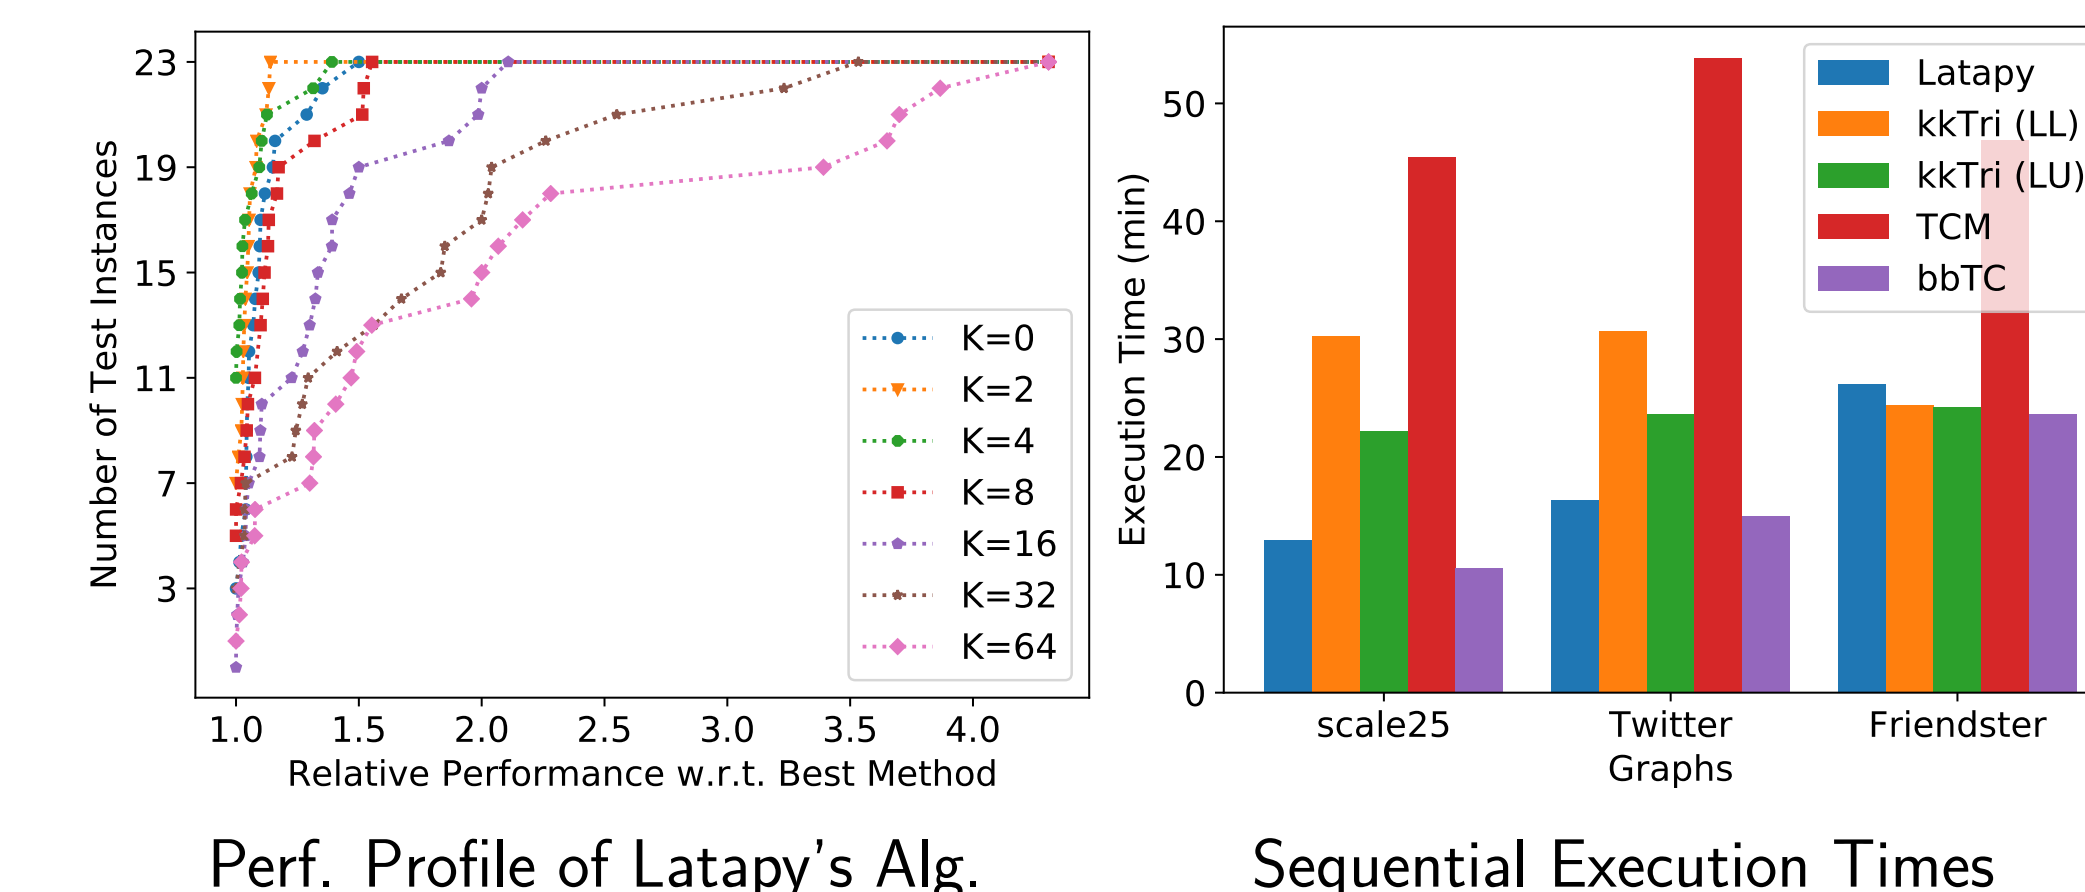 23
19
15
11
7
3
Number of Test Instances
K=0
K=2
K=4
K=8
K=16
K=32
K=64
1.0 1.5 2.0 2.5 3.0 3.5 4.0
Relative Performance w.r.t. Best Method
Perf. Profile of Latapy's Alg.
50
40
30
20
10
0
Execution Time (min)
Latapy
kkTri (LL)
kkTri (LU)
TCM
bbTC
scale25 Twitter Friendster
Graphs
Sequential Execution Times